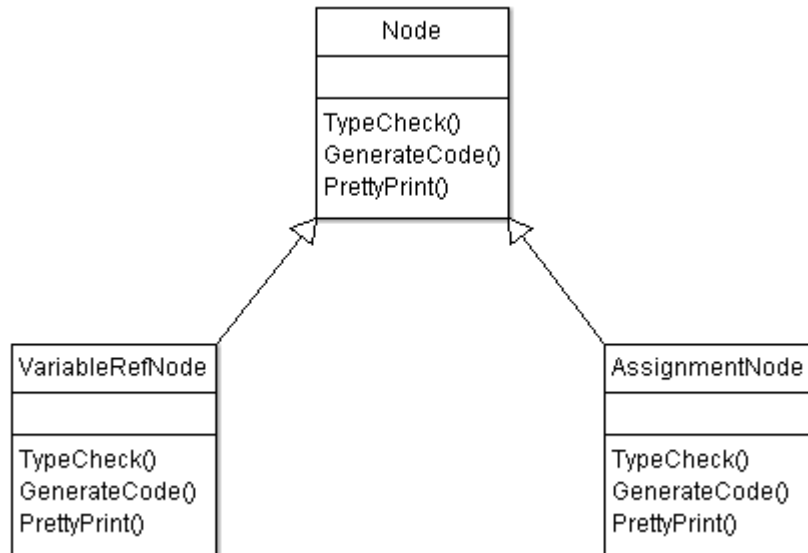 Node
TypeCheck()
GenerateCode()
PrettyPrint()
VariableRefNode
TypeCheck()
GenerateCode()
PrettyPrint()
AssignmentNode
TypeCheck()
GenerateCode()
PrettyPrint()